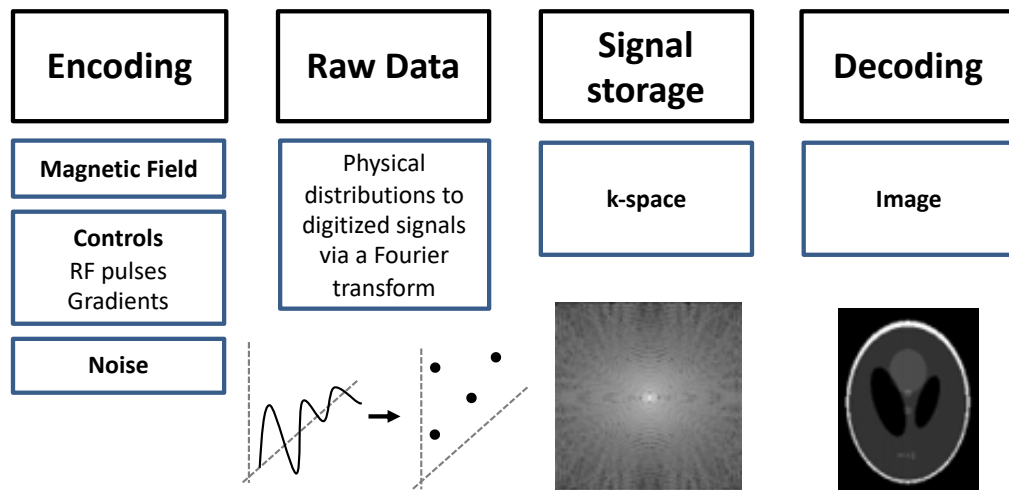 Encoding
Raw Data
Signal
storage
Decoding
Magnetic Field
Controls
RF pulses
Gradients
Noise
Physical
distributions to
digitized signals
via a Fourier
transform
k-space
Image